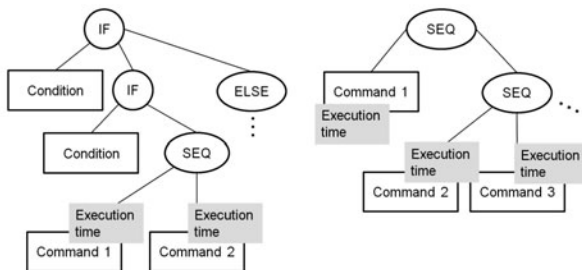 IF
Condition
IF
ELSE
Condition
SEQ
Execution
time
Command 1
Execution
time
Command 2
SEQ
Command 1
Execution
time
SEQ
Execution
time
Command 2
Execution
time
Command 3